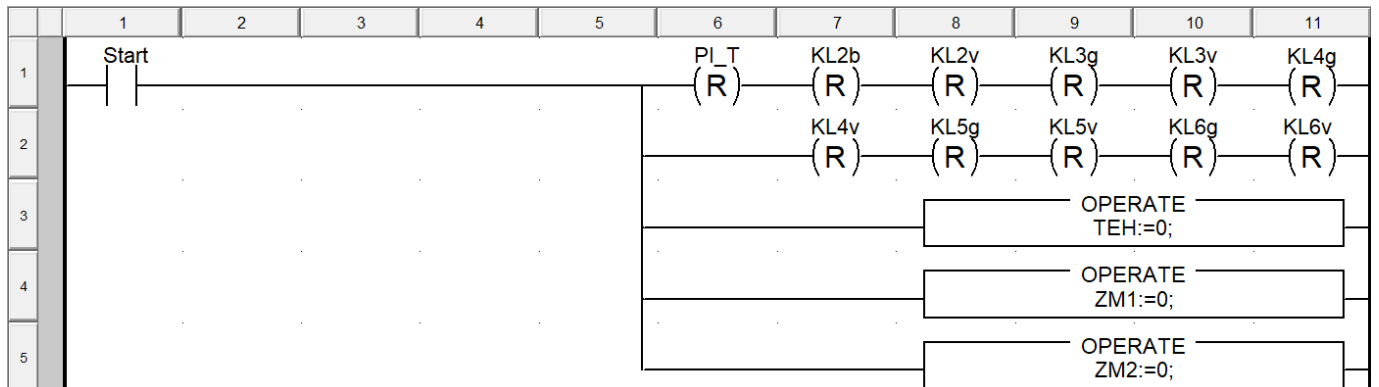 1 2 3 4 5 6 7 8 9 10 11
Start PI_T KL2b KL2v KL3g KL3v KL4g
1 R R R R R R
KL4v KL5g KL5v KL6g KL6v
2 R R R R R
OPERATE
3 TEH:=0;
OPERATE
4 ZM1:=0;
OPERATE
5 ZM2:=0;